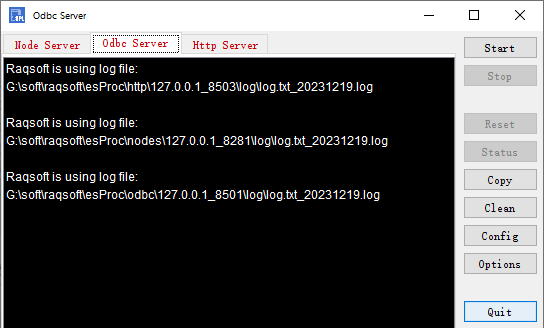 Odbc Server
Node Server
Odbc Server
Http Server
Raqsoft is using log file:
G:\soft\raqsoft\esProc\http\127.0.0.1_8503\log\log.txt_20231219.log
Raqsoft is using log file:
G:\soft\raqsoft\esProc\nodes\127.0.0.1_8281\log\log.txt_20231219.log
Raqsoft is using log file:
G:\soft\raqsoft\esProc\odbc\127.0.0.1_8501\log\log.txt_20231219.log
Start
Stop
Reset
Status
Copy
Clean
Config
Options
Quit